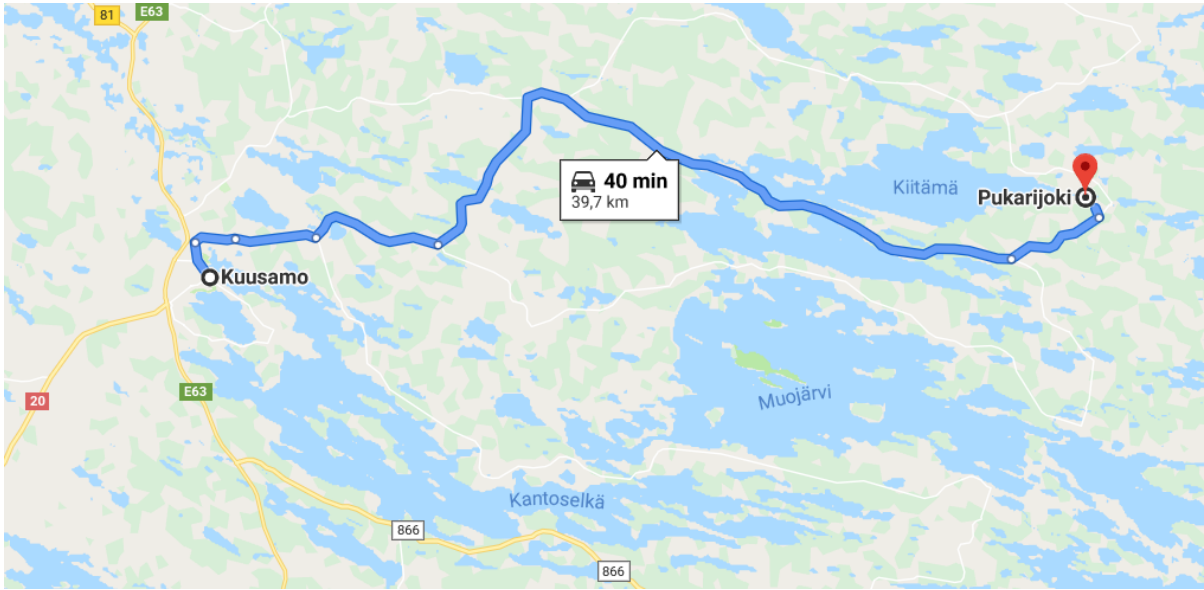 81
E63
Kiitämä
40 min
39,7 km
Pukarijoki
Kuusamo
E63
20
Muojärvi
Kantoselkä
866
866